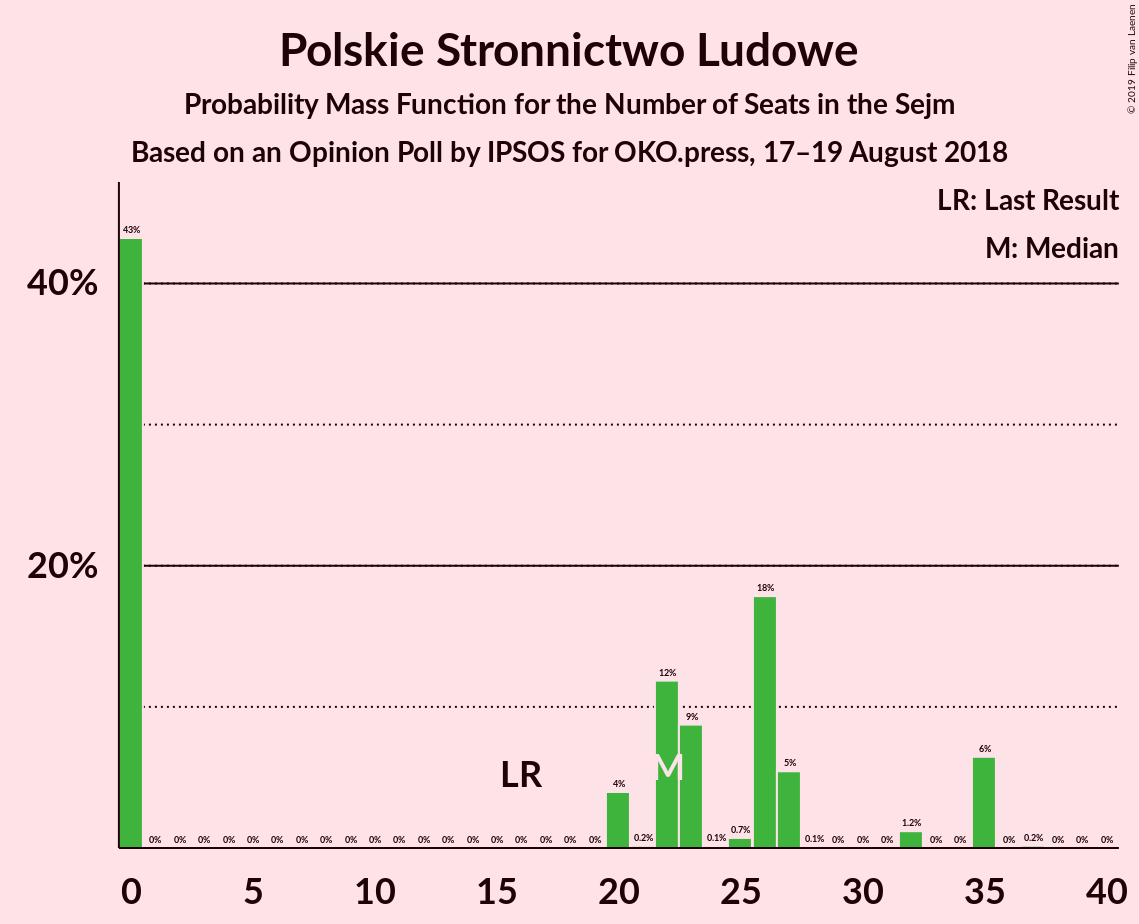 Polskie Stronnictwo Ludowe
Probability Mass Function for the Number of Seats in the Sejm
Based on an Opinion Poll by IPSOS for OKO.press, 17–19 August 2018
© 2019 Filip van Laenen
LR: Last Result
M: Median
40%
20%
43%
0% 0% 0% 0% 0% 0% 0% 0% 0% 0% 0% 0% 0% 0% 0% 0% 0% 0% 0% 4% 0.2% 12% 9% 0.1% 0.7% 18% 5% 0.1% 0% 0% 0% 1.2% 0% 0% 6% 0% 0.2% 0% 0% 0%
LR
M
0 5 10 15 20 25 30 35 40